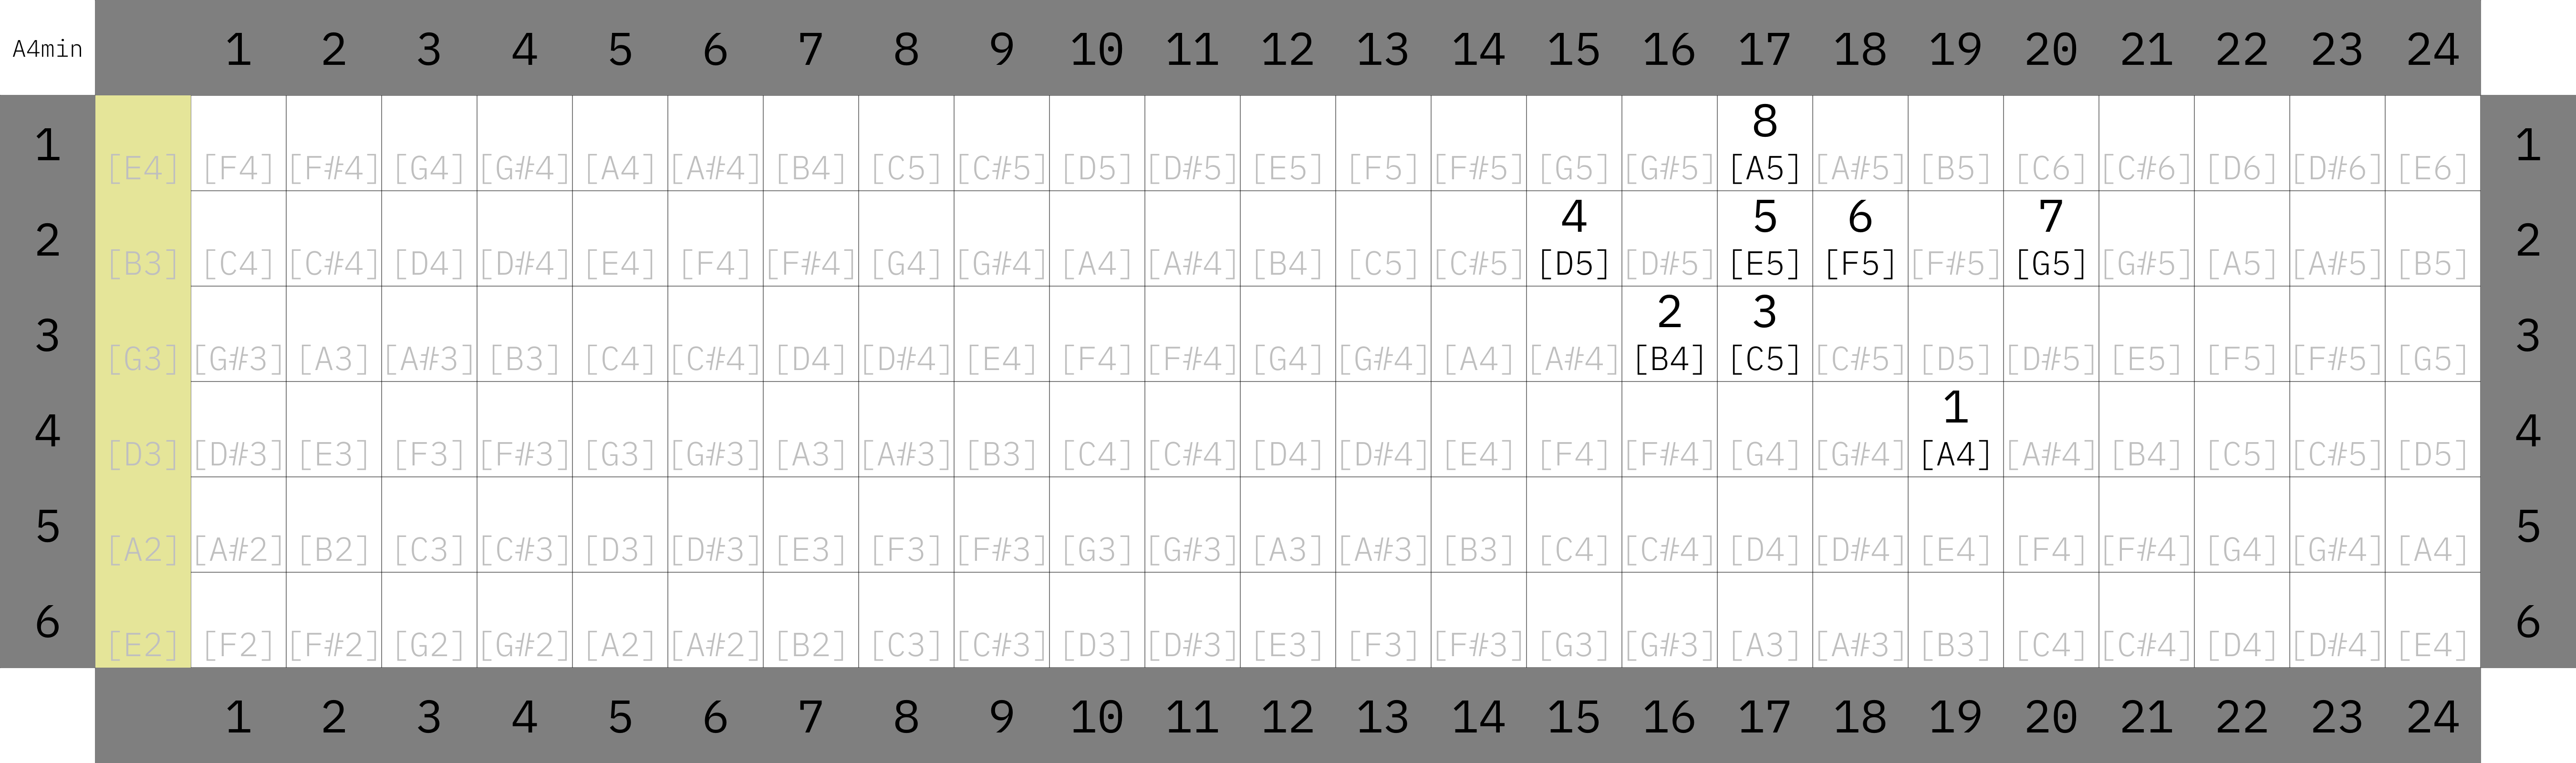 A4min 1 2 3 4 5 6 7 8 9 10 11 12 13 14 15 16 17 18 19 20 21 22 23 24
8
1 [E4] [F4] [F#4] [G4] [G#4] [A4] [A#4] [B4] [C5] [C#5] [D5] [D#5] [E5] [F5] [F#5] [G5] [G#5] [A5] [A#5] [B5] [C6] [C#6] [D6] [D#6] [E6] 1
4 5 6 7
2 [B3] [C4] [C#4] [D4] [D#4] [E4] [F4] [F#4] [G4] [G#4] [A4] [A#4] [B4] [C5] [C#5] [D5] [D#5] [E5] [F5] [F#5] [G5] [G#5] [A5] [A#5] [B5] 2
2 3
3 [G3] [G#3] [A3] [A#3] [B3] [C4] [C#4] [D4] [D#4] [E4] [F4] [F#4] [G4] [G#4] [A4] [A#4] [B4] [C5] [C#5] [D5] [D#5] [E5] [F5] [F#5] [G5] 3
1
4 [D3] [D#3] [E3] [F3] [F#3] [G3] [G#3] [A3] [A#3] [B3] [C4] [C#4] [D4] [D#4] [E4] [F4] [F#4] [G4] [G#4] [A4] [A#4] [B4] [C5] [C#5] [D5] 4
5 [A2] [A#2] [B2] [C3] [C#3] [D3] [D#3] [E3] [F3] [F#3] [G3] [G#3] [A3] [A#3] [B3] [C4] [C#4] [D4] [D#4] [E4] [F4] [F#4] [G4] [G#4] [A4] 5
6 [E2] [F2] [F#2] [G2] [G#2] [A2] [A#2] [B2] [C3] [C#3] [D3] [D#3] [E3] [F3] [F#3] [G3] [G#3] [A3] [A#3] [B3] [C4] [C#4] [D4] [D#4] [E4] 6
1 2 3 4 5 6 7 8 9 10 11 12 13 14 15 16 17 18 19 20 21 22 23 24